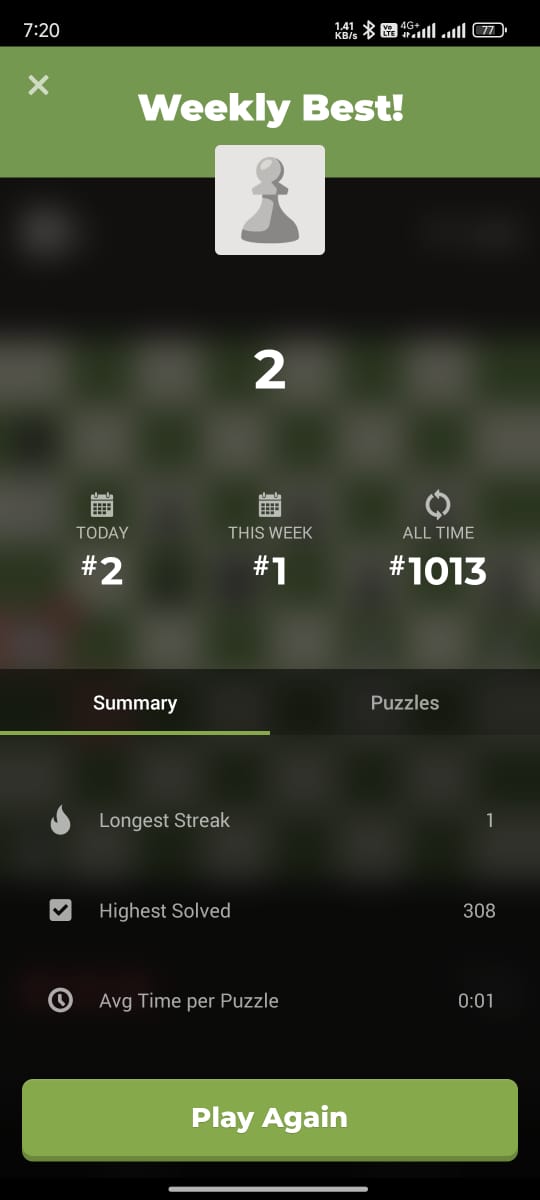 7:20
1.41 KB/s Vo LTE 4G+ 77
Weekly Best!
2
TODAY
#2
THIS WEEK
#1
ALL TIME
#1013
Summary
Puzzles
Longest Streak 1
Highest Solved 308
Avg Time per Puzzle 0:01
Play Again